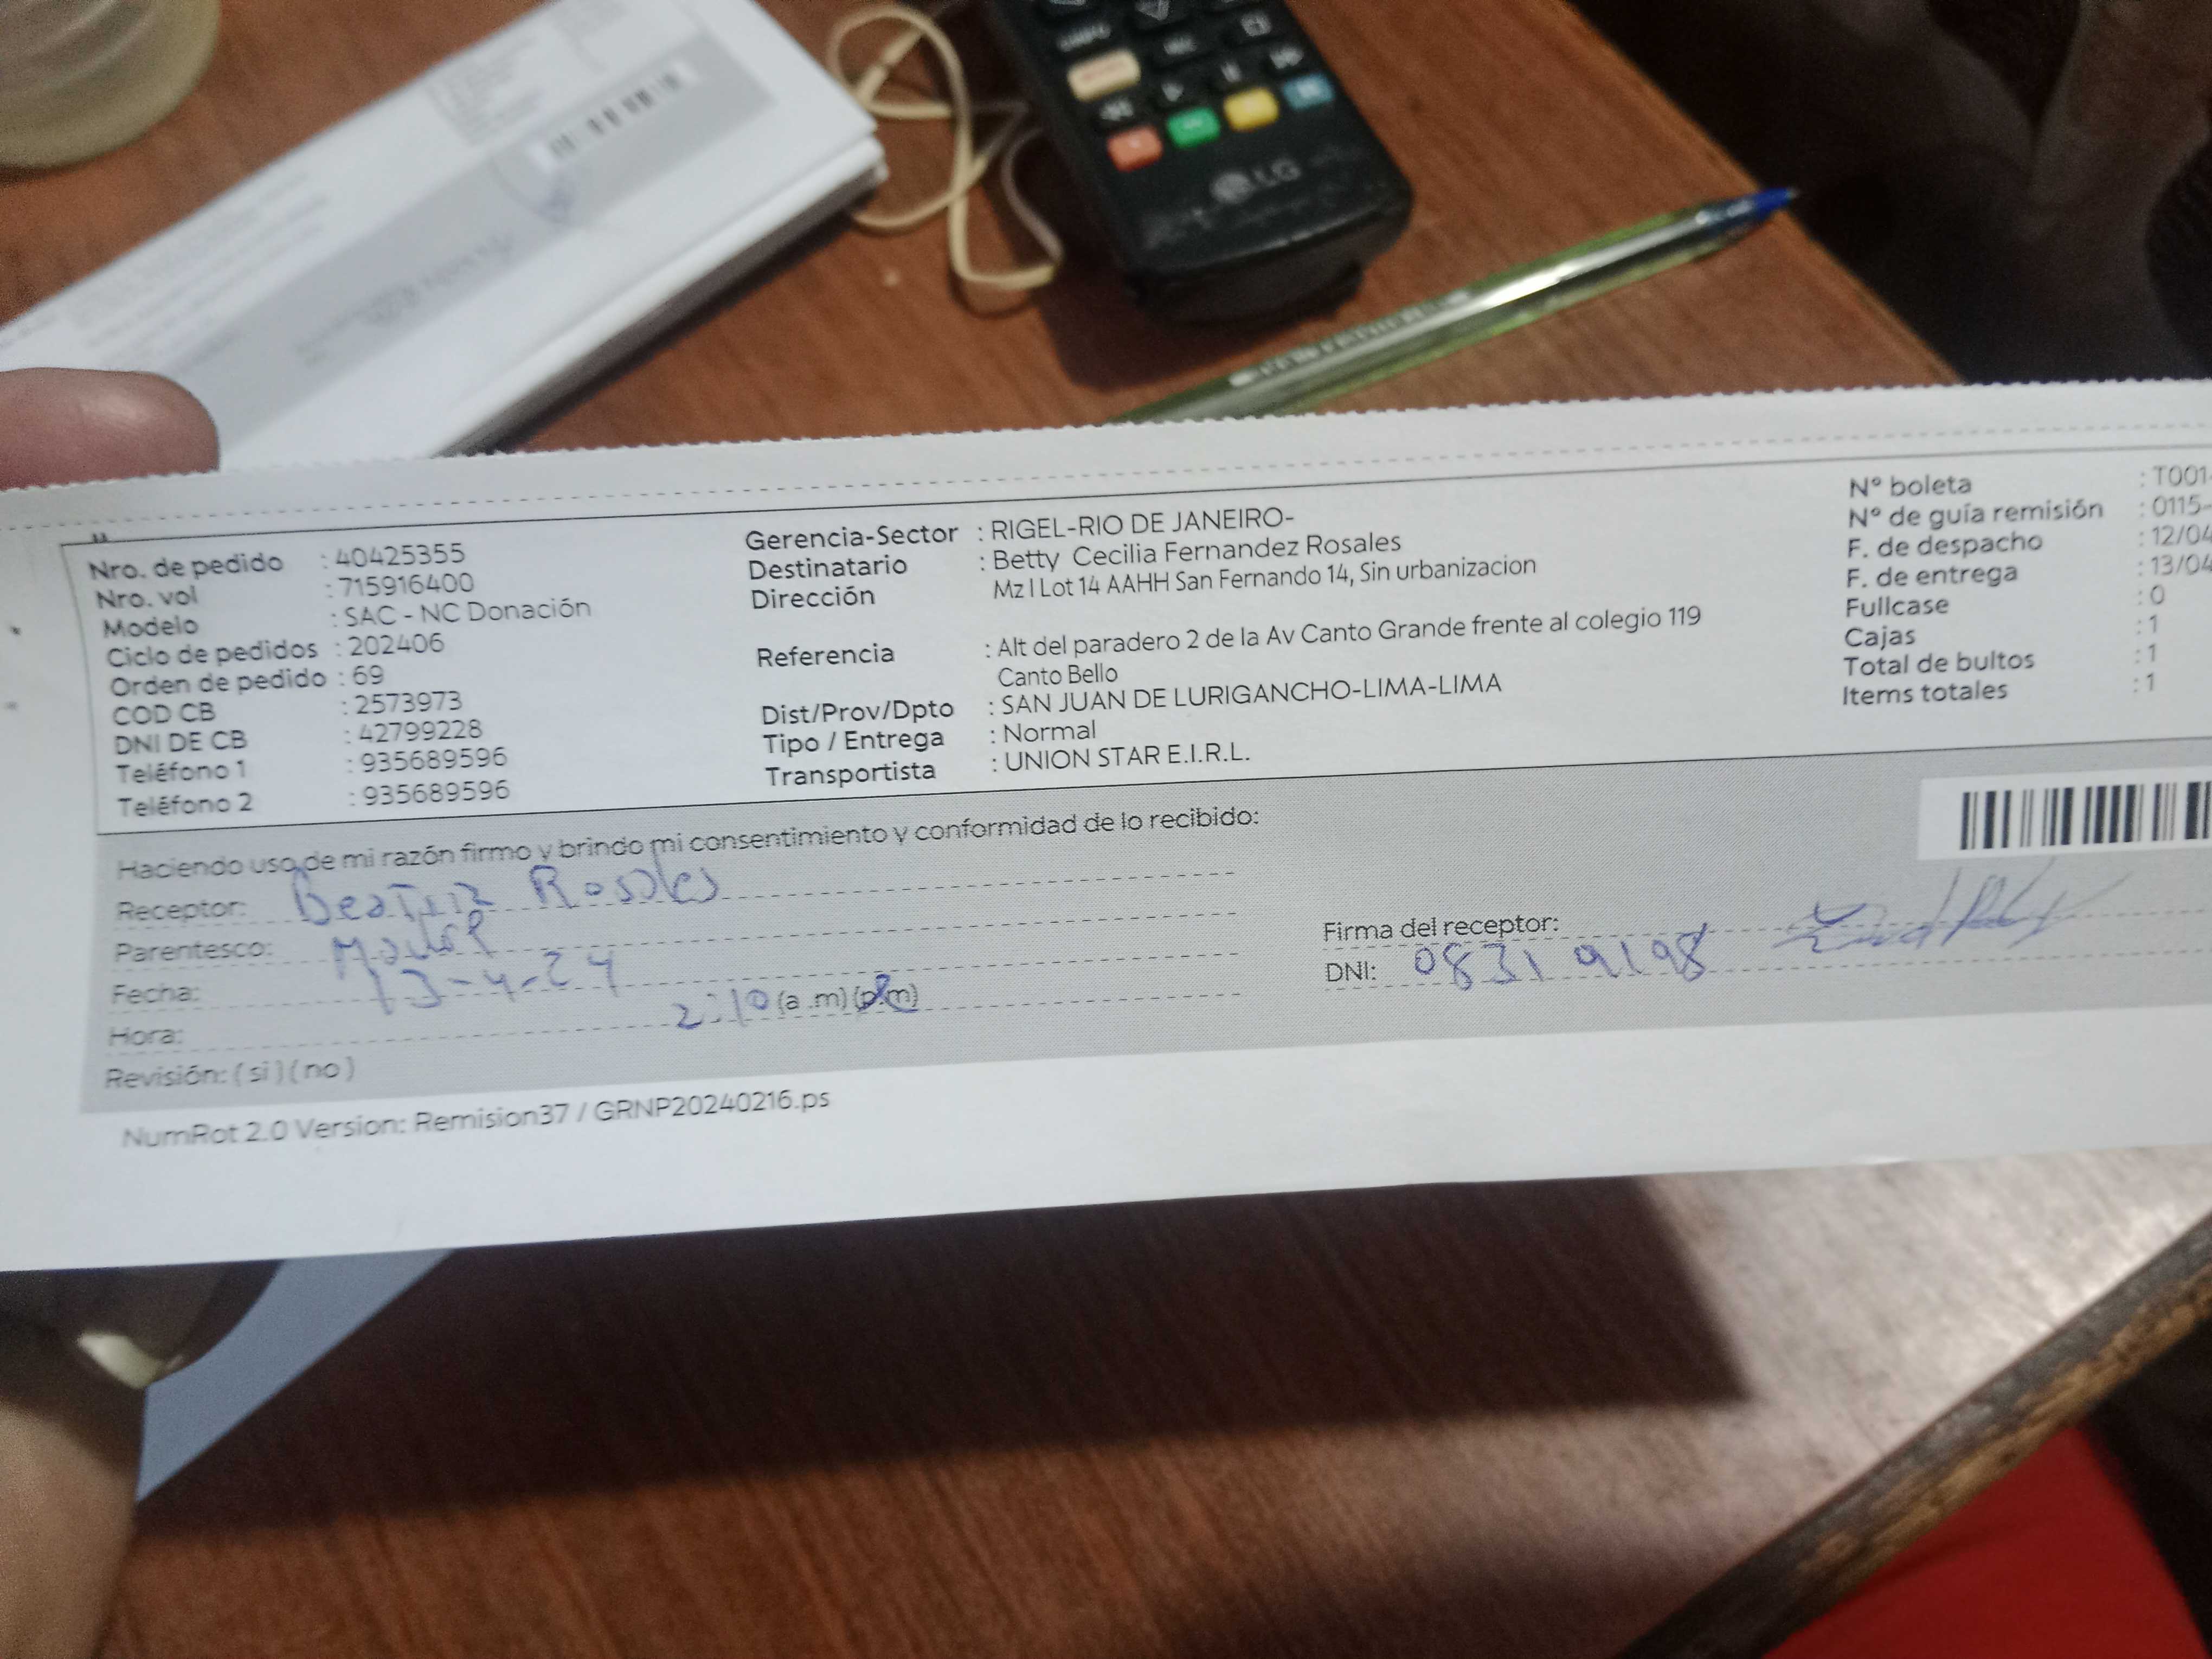 LG
Nro. de pedido : 40425355
Nro. vol : 715916400
Modelo : SAC - NC Donación
Ciclo de pedidos : 202406
Orden de pedido : 69
COD CB : 2573973
DNI DE CB : 42799228
Teléfono 1 : 935689596
Teléfono 2 : 935689596
Gerencia-Sector : RIGEL-RIO DE JANEIRO-
Destinatario : Betty Cecilia Fernandez Rosales
Dirección Mz I Lot 14 AAHH San Fernando 14, Sin urbanizacion
Referencia : Alt del paradero 2 de la Av Canto Grande frente al colegio 119
Canto Bello
Dist/Prov/Dpto : SAN JUAN DE LURIGANCHO-LIMA-LIMA
Tipo / Entrega : Normal
Transportista : UNION STAR E.I.R.L.
Nº boleta : T001-
Nº de guía remisión : 0115-
F. de despacho : 12/04
F. de entrega : 13/04
Fullcase : 0
Cajas : 1
Total de bultos : 1
Items totales : 1
Haciendo uso de mi razón firmo y brindo mi consentimiento y conformidad de lo recibido:
Receptor: Beatriz Rosales
Parentesco:
Fecha: 13-4-24
Hora: 2:10 (a .m) (p.m)
Revisión: ( si ) ( no )
Firma del receptor:
DNI: 08319198
NumRot 2.0 Version: Remision37 / GRNP20240216.ps